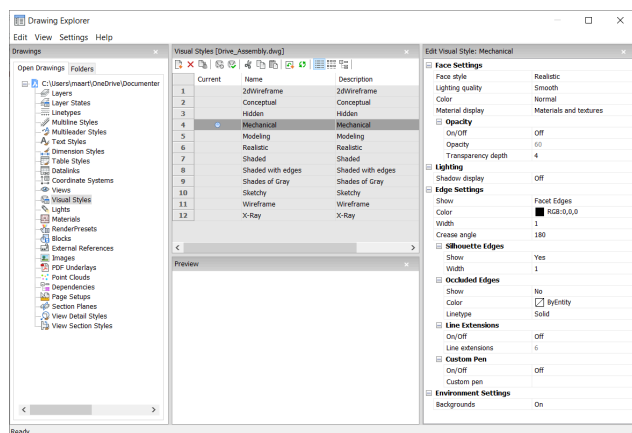 Drawing Explorer
Edit View Settings Help
Drawings
Open Drawings Folders
C:\Users\maart\OneDrive\Documenter
Layers
Layer States
Linetypes
Multiline Styles
Multileader Styles
Text Styles
Dimension Styles
Table Styles
Datalinks
Coordinate Systems
Views
Visual Styles
Lights
Materials
RenderPresets
Blocks
External References
Images
PDF Underlays
Point Clouds
Dependencies
Page Setups
Section Planes
View Detail Styles
View Section Styles
Visual Styles [Drive_Assembly.dwg]
Current Name Description
1 2dWireframe 2dWireframe
2 Conceptual Conceptual
3 Hidden Hidden
4 Mechanical Mechanical
5 Modeling Modeling
6 Realistic Realistic
7 Shaded Shaded
8 Shaded with edges Shaded with edges
9 Shades of Gray Shades of Gray
10 Sketchy Sketchy
11 Wireframe Wireframe
12 X-Ray X-Ray
Preview
Edit Visual Style: Mechanical
Face Settings
Face style Realistic
Lighting quality Smooth
Color Normal
Material display Materials and textures
Opacity
On/Off Off
Opacity 60
Transparency depth 4
Lighting
Shadow display Off
Edge Settings
Show Facet Edges
Color RGB:0,0,0
Width 1
Crease angle 180
Silhouette Edges
Show Yes
Width 1
Occluded Edges
Show No
Color ByEntity
Linetype Solid
Line Extensions
On/Off Off
Line extensions 6
Custom Pen
On/Off Off
Custom pen
Environment Settings
Backgrounds On
Ready